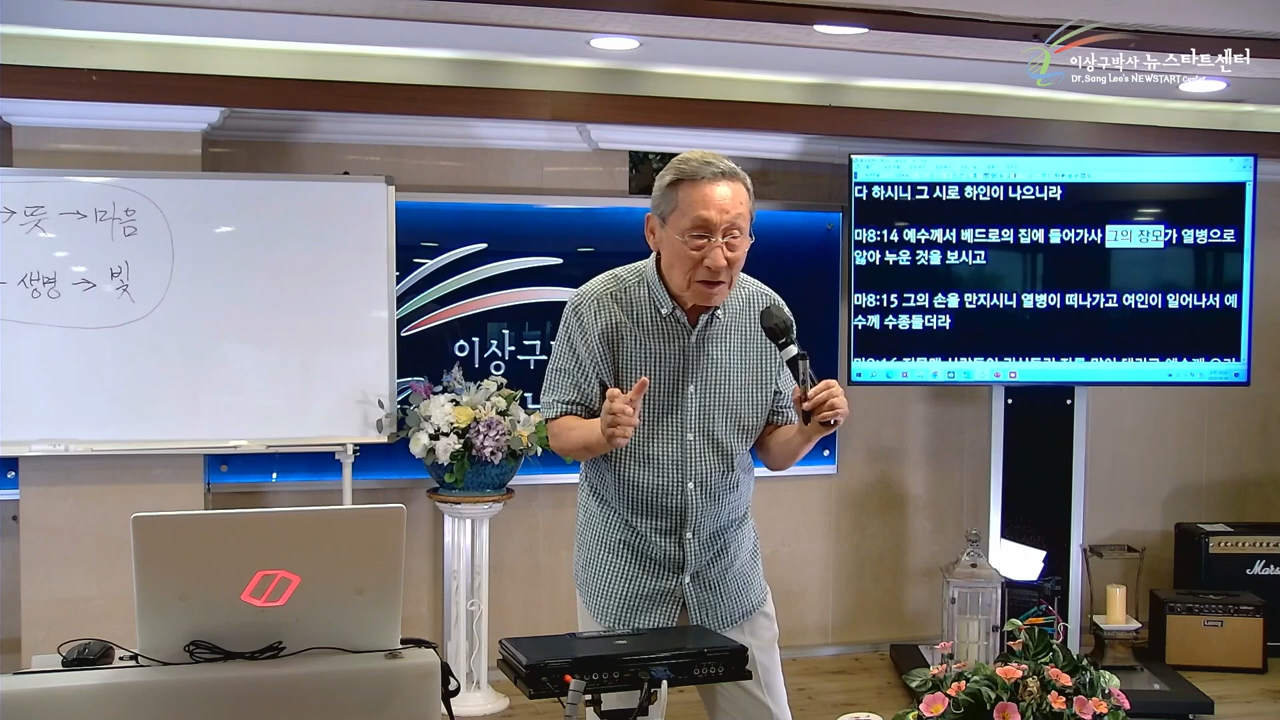 이상구박사 뉴스타트센터
Dr. Sang Lee's NEWSTART Center
→ 뜻 → 마음
생명 → 빛
이상구
다 하시니 그 시로 하인이 나으니라
마8:14 예수께서 베드로의 집에 들어가사 그의 장모가 열병으로
앓아 누운 것을 보시고
마8:15 그의 손을 만지시니 열병이 떠나가고 여인이 일어나서 예
수께 수종들더라
Laney